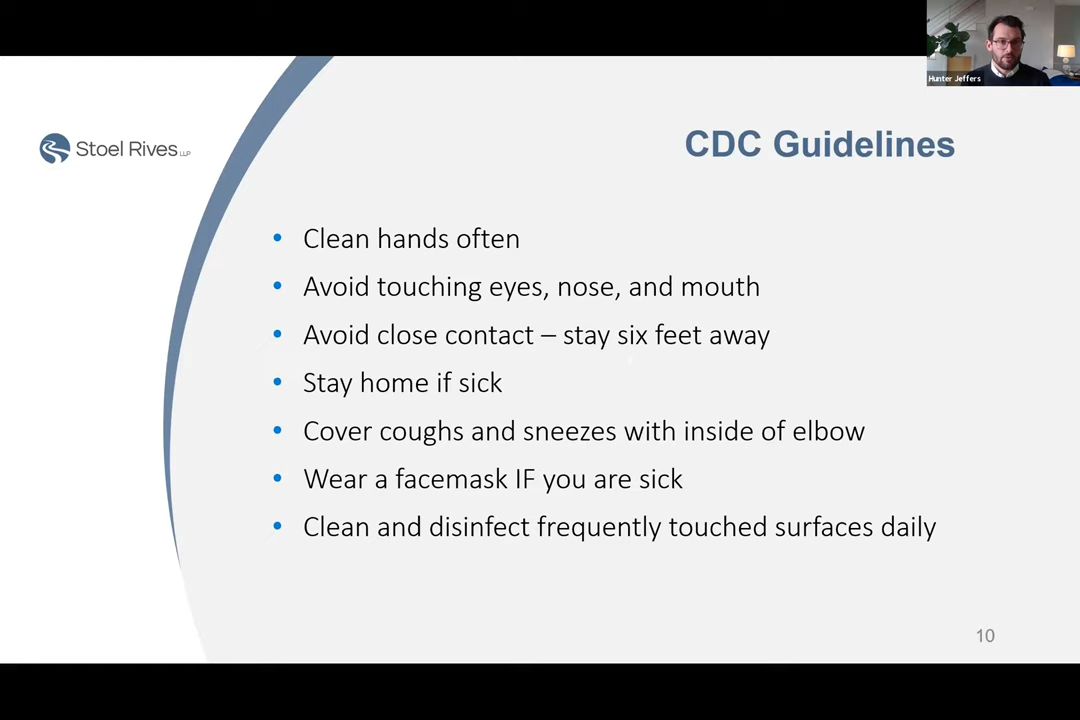 Hunter Jeffers
Stoel Rives LLP
CDC Guidelines
• Clean hands often
• Avoid touching eyes, nose, and mouth
• Avoid close contact – stay six feet away
• Stay home if sick
• Cover coughs and sneezes with inside of elbow
• Wear a facemask IF you are sick
• Clean and disinfect frequently touched surfaces daily
10